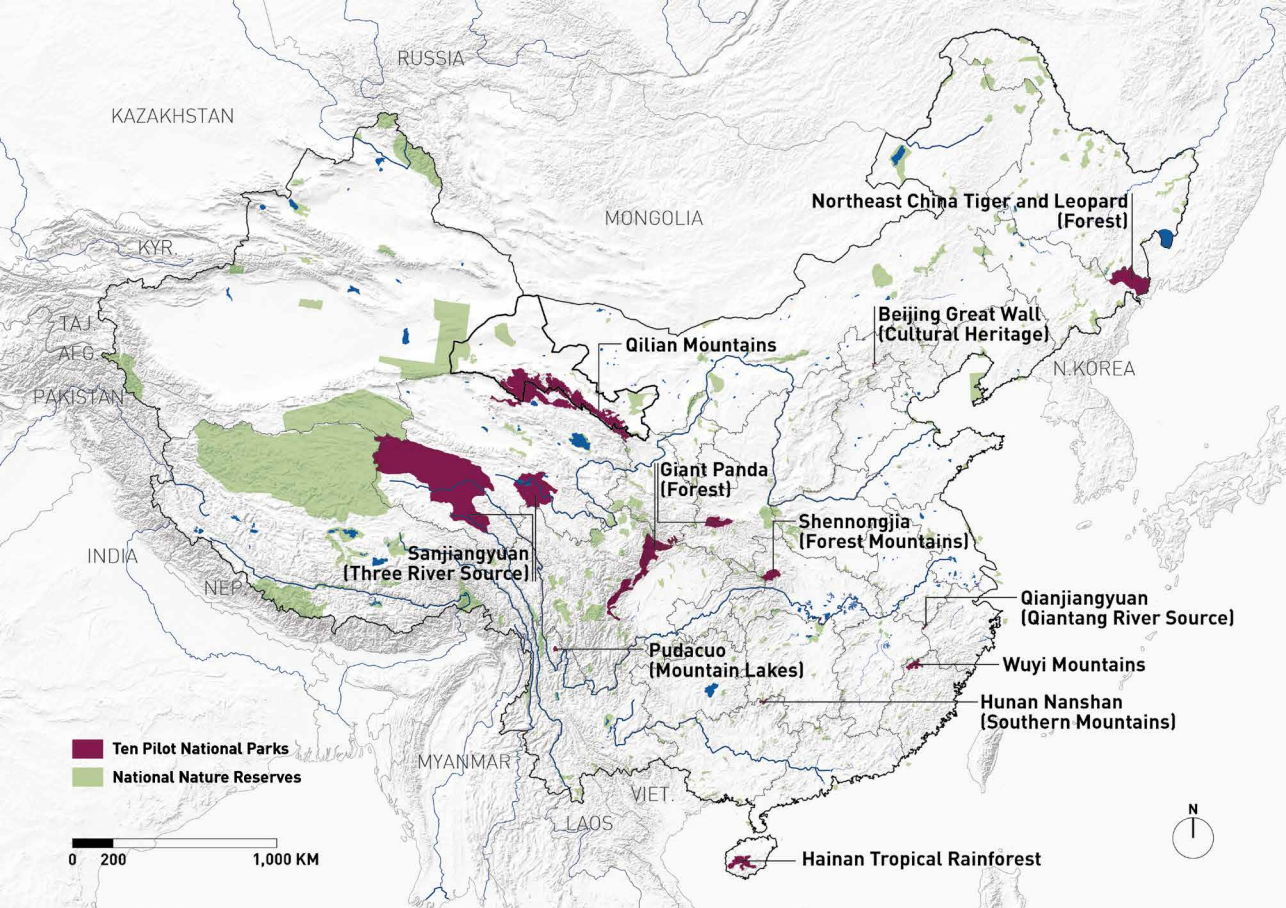 RUSSIA
KAZAKHSTAN
MONGOLIA
Northeast China Tiger and Leopard
(Forest)
KYR.
Beijing Great Wall
(Cultural Heritage)
TAJ.
AFG.
Qilian Mountains
N.KOREA
PAKISTAN
Giant Panda
(Forest)
Shennongjia
(Forest Mountains)
INDIA
Sanjiangyuan
(Three River Source)
NEP.
Qianjiangyuan
(Qiantang River Source)
Pudacuo
(Mountain Lakes)
Wuyi Mountains
Hunan Nanshan
(Southern Mountains)
Ten Pilot National Parks
National Nature Reserves
MYANMAR
VIET.
LAOS
N
0 200 1,000 KM
Hainan Tropical Rainforest